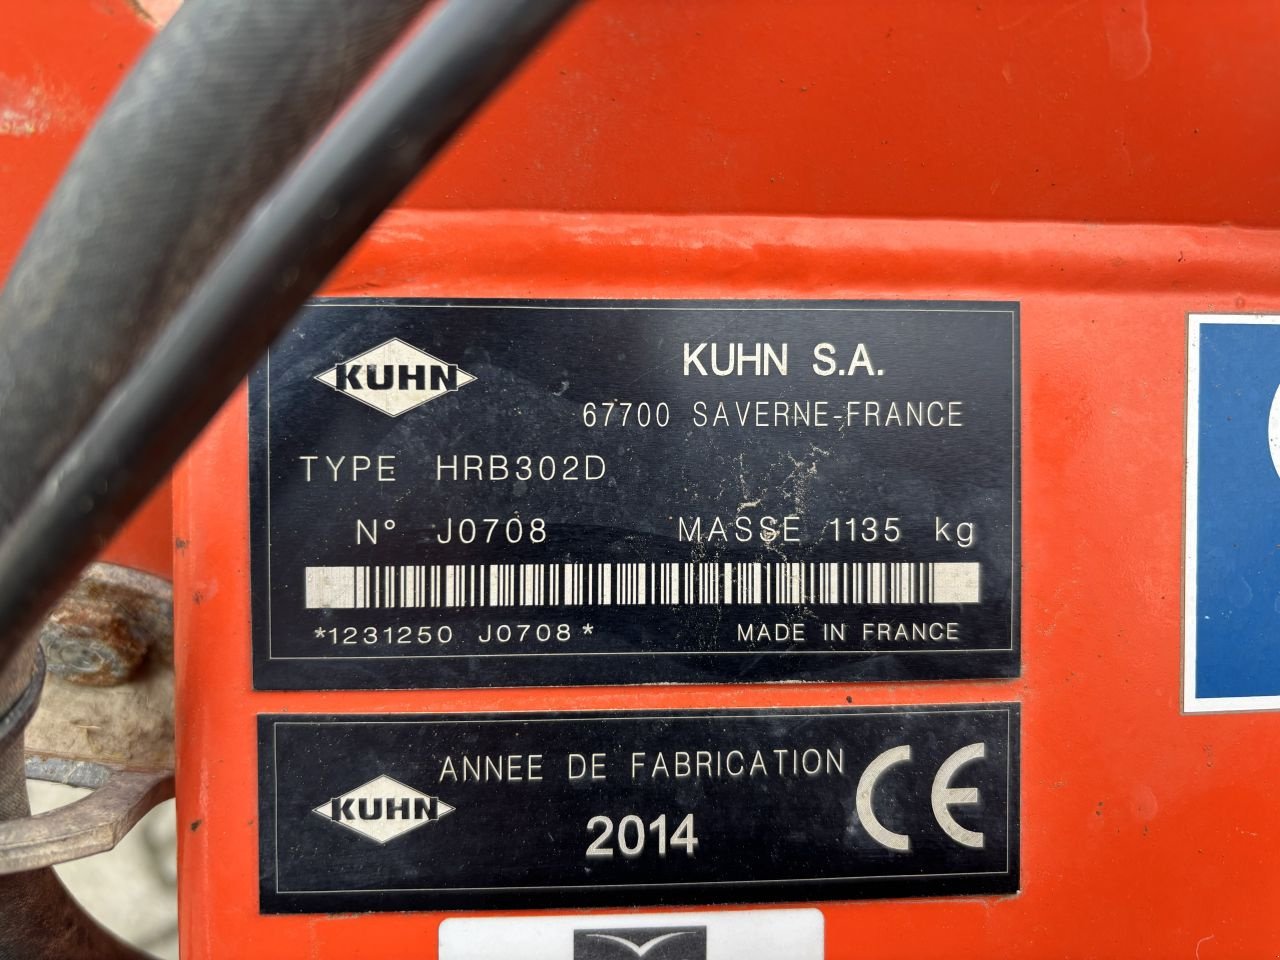 KUHN
KUHN S.A.
67700 SAVERNE-FRANCE
TYPE HRB302D
N° J0708 MASSE 1135 kg
*1231250 J0708* MADE IN FRANCE
KUHN
ANNEE DE FABRICATION
2014
CE